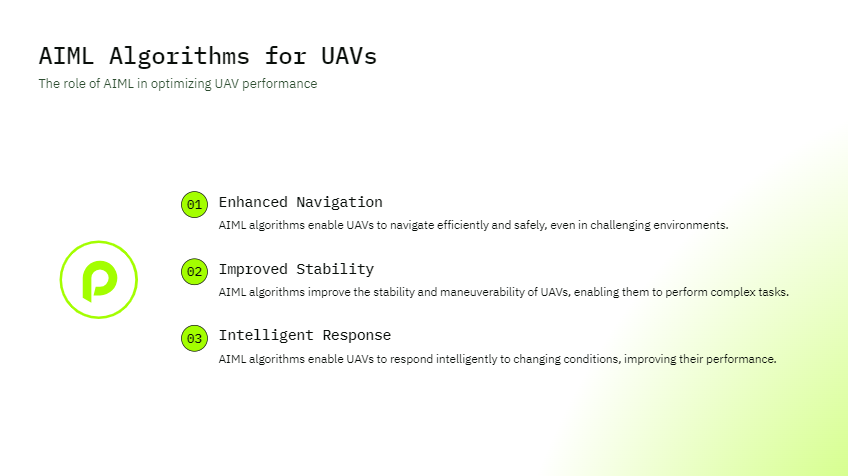 AIML Algorithms for UAVs
The role of AIML in optimizing UAV performance
01 Enhanced Navigation
AIML algorithms enable UAVs to navigate efficiently and safely, even in challenging environments.
02 Improved Stability
AIML algorithms improve the stability and maneuverability of UAVs, enabling them to perform complex tasks.
03 Intelligent Response
AIML algorithms enable UAVs to respond intelligently to changing conditions, improving their performance.